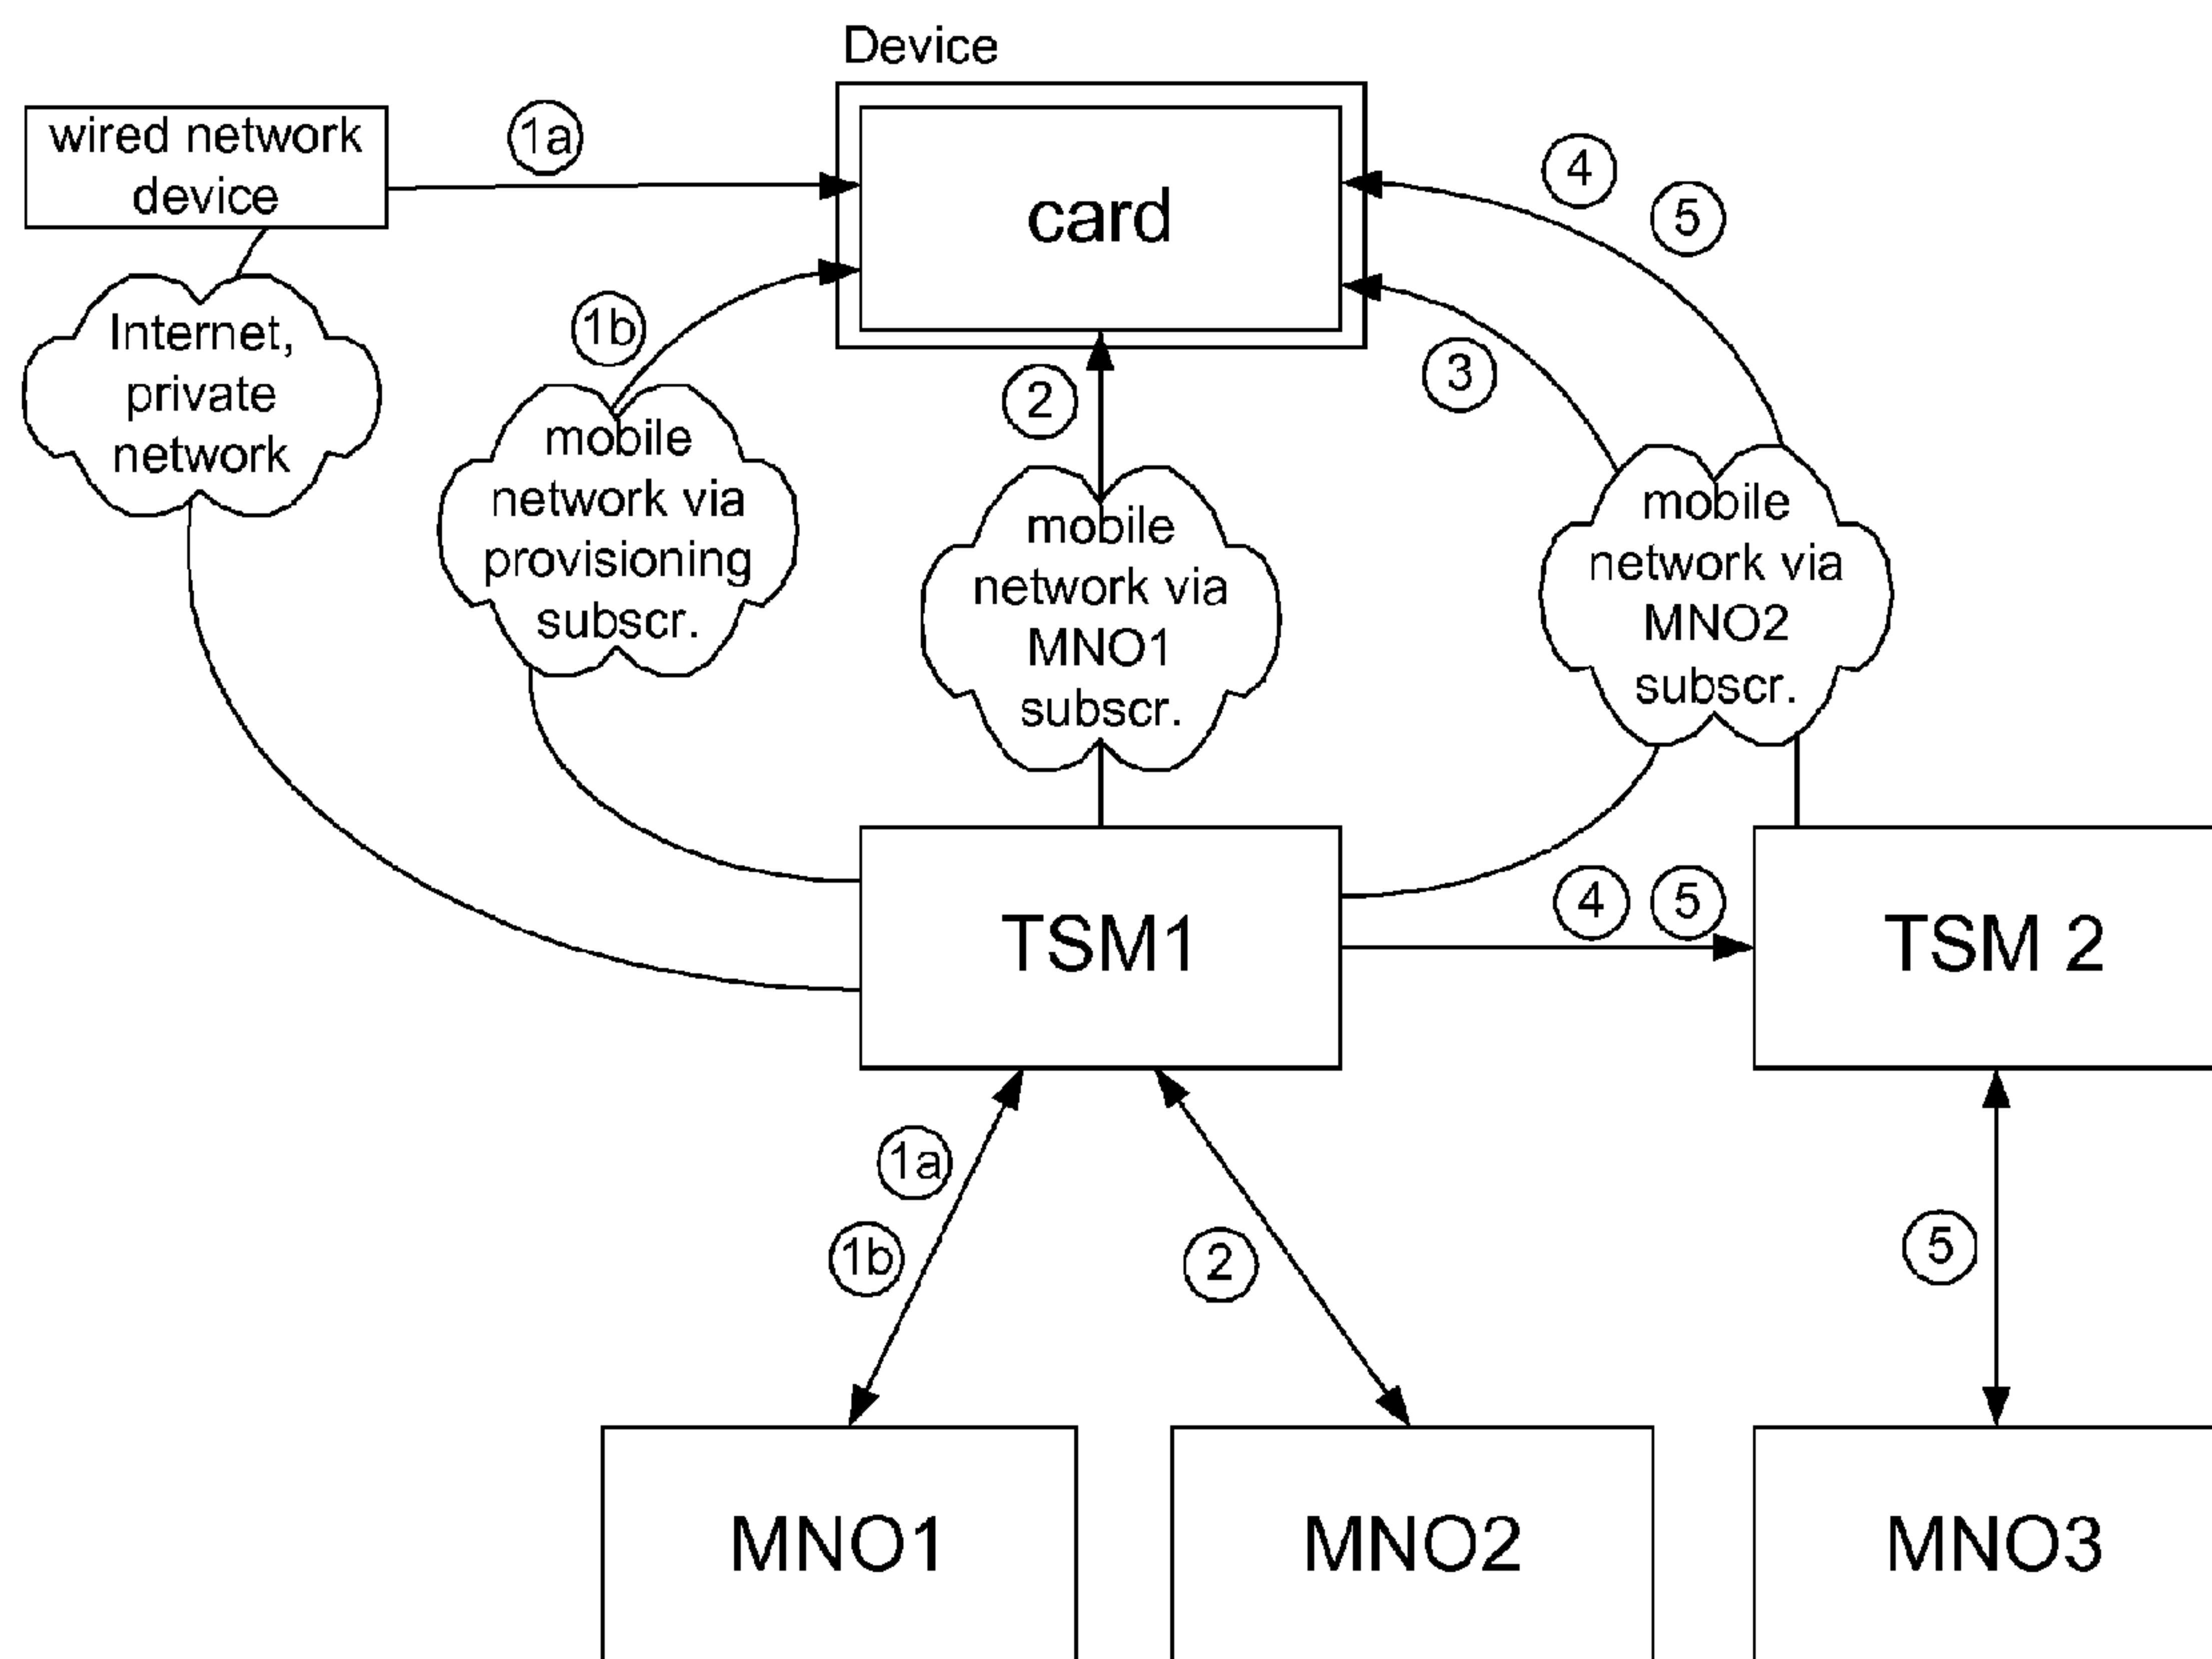 Device
wired network
device
1a
card
4
5
Internet,
private
network
1b
2
3
mobile
network via
provisioning
subscr.
mobile
network via
MNO1
subscr.
mobile
network via
MNO2
subscr.
TSM1
4
5
TSM 2
1a
1b
2
5
MNO1
MNO2
MNO3